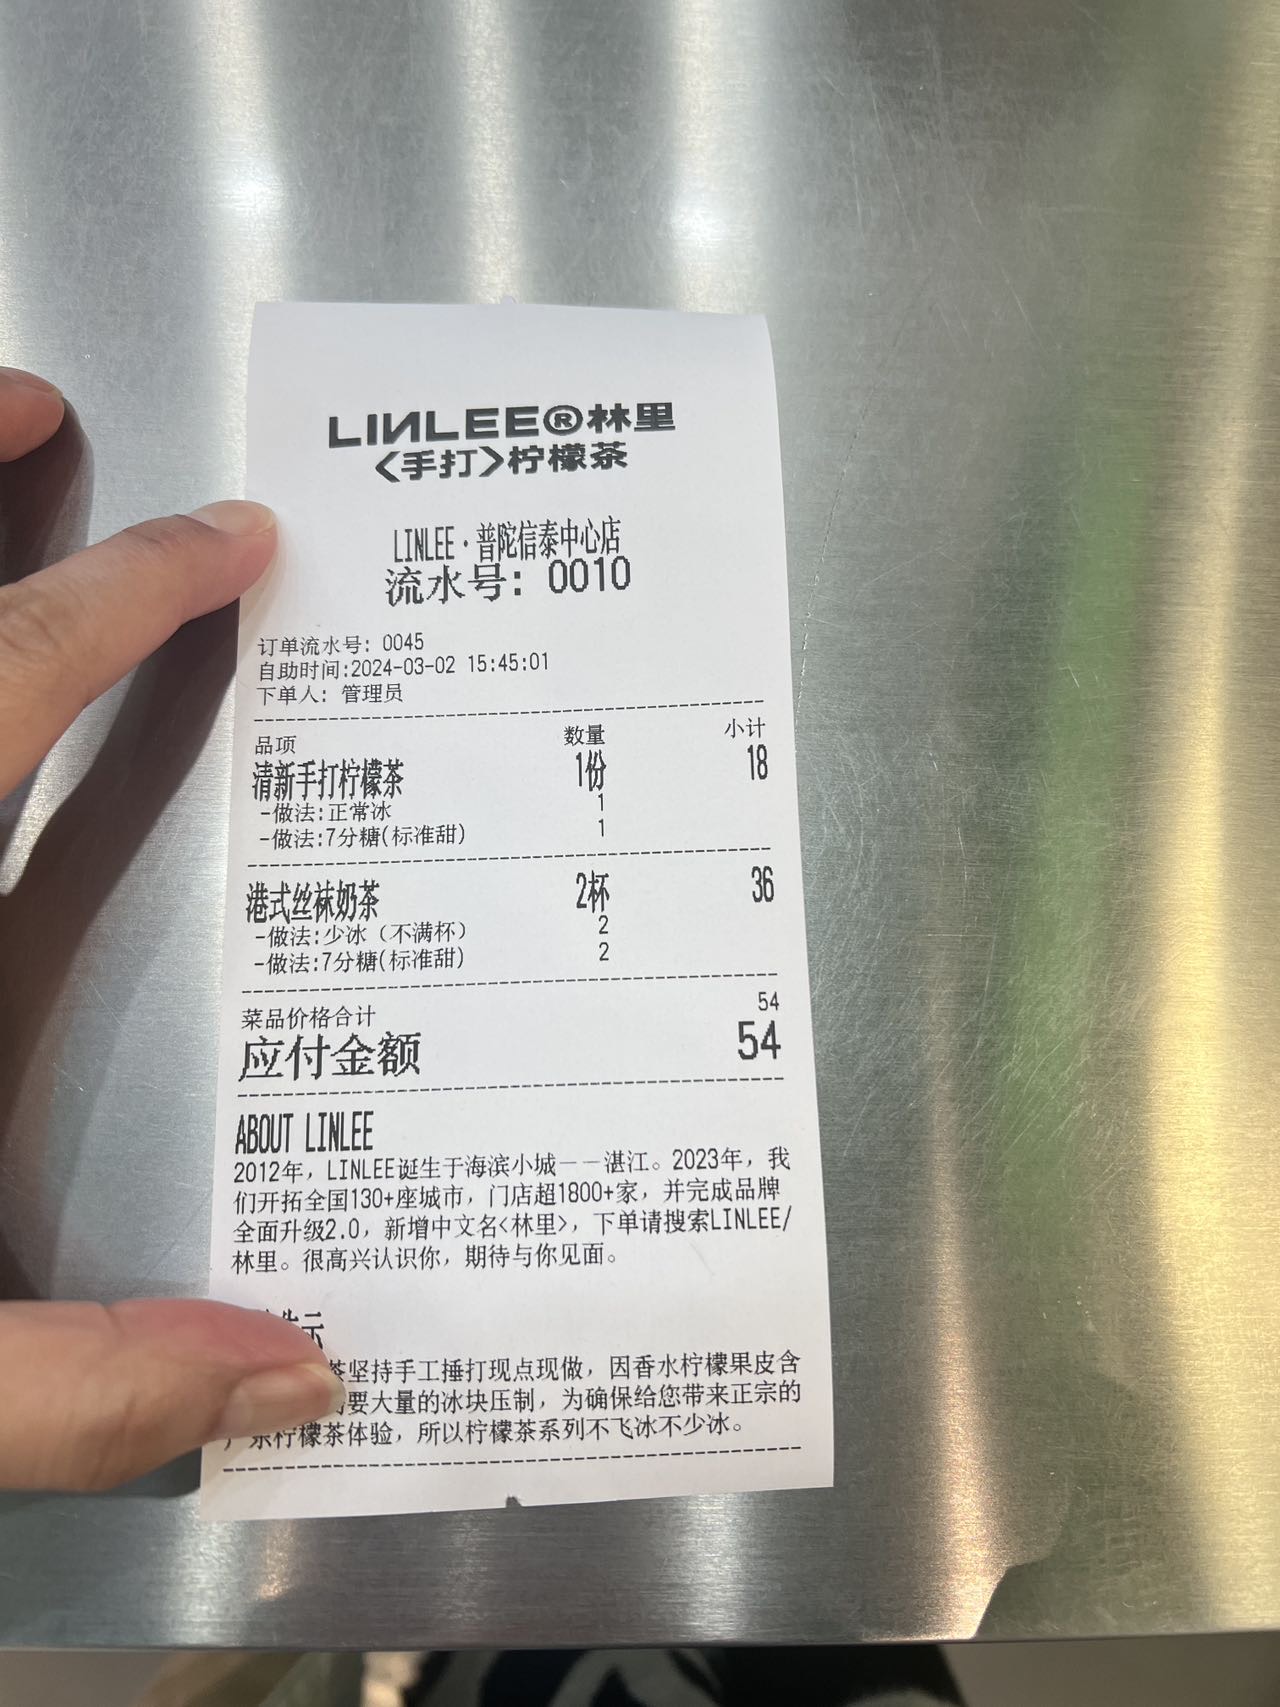 LINLEE®林里
<手打>柠檬茶
LINLEE·普陀信泰中心店
流水号: 0010
订单流水号: 0045
自助时间:2024-03-02 15:45:01
下单人: 管理员
品项 数量 小计
清新手打柠檬茶 1份 18
-做法:正常冰 1
-做法:7分糖(标准甜) 1
港式丝袜奶茶 2杯 36
-做法:少冰（不满杯） 2
-做法:7分糖(标准甜) 2
菜品价格合计 54
应付金额 54
ABOUT LINLEE
2012年，LINLEE诞生于海滨小城——湛江。2023年，我
们开拓全国130+座城市，门店超1800+家，并完成品牌
全面升级2.0，新增中文名<林里>，下单请搜索LINLEE/
林里。很高兴认识你，期待与你见面。
示
茶坚持手工捶打现点现做，因香水柠檬果皮含
要大量的冰块压制，为确保给您带来正宗的
东柠檬茶体验，所以柠檬茶系列不飞冰不少冰。